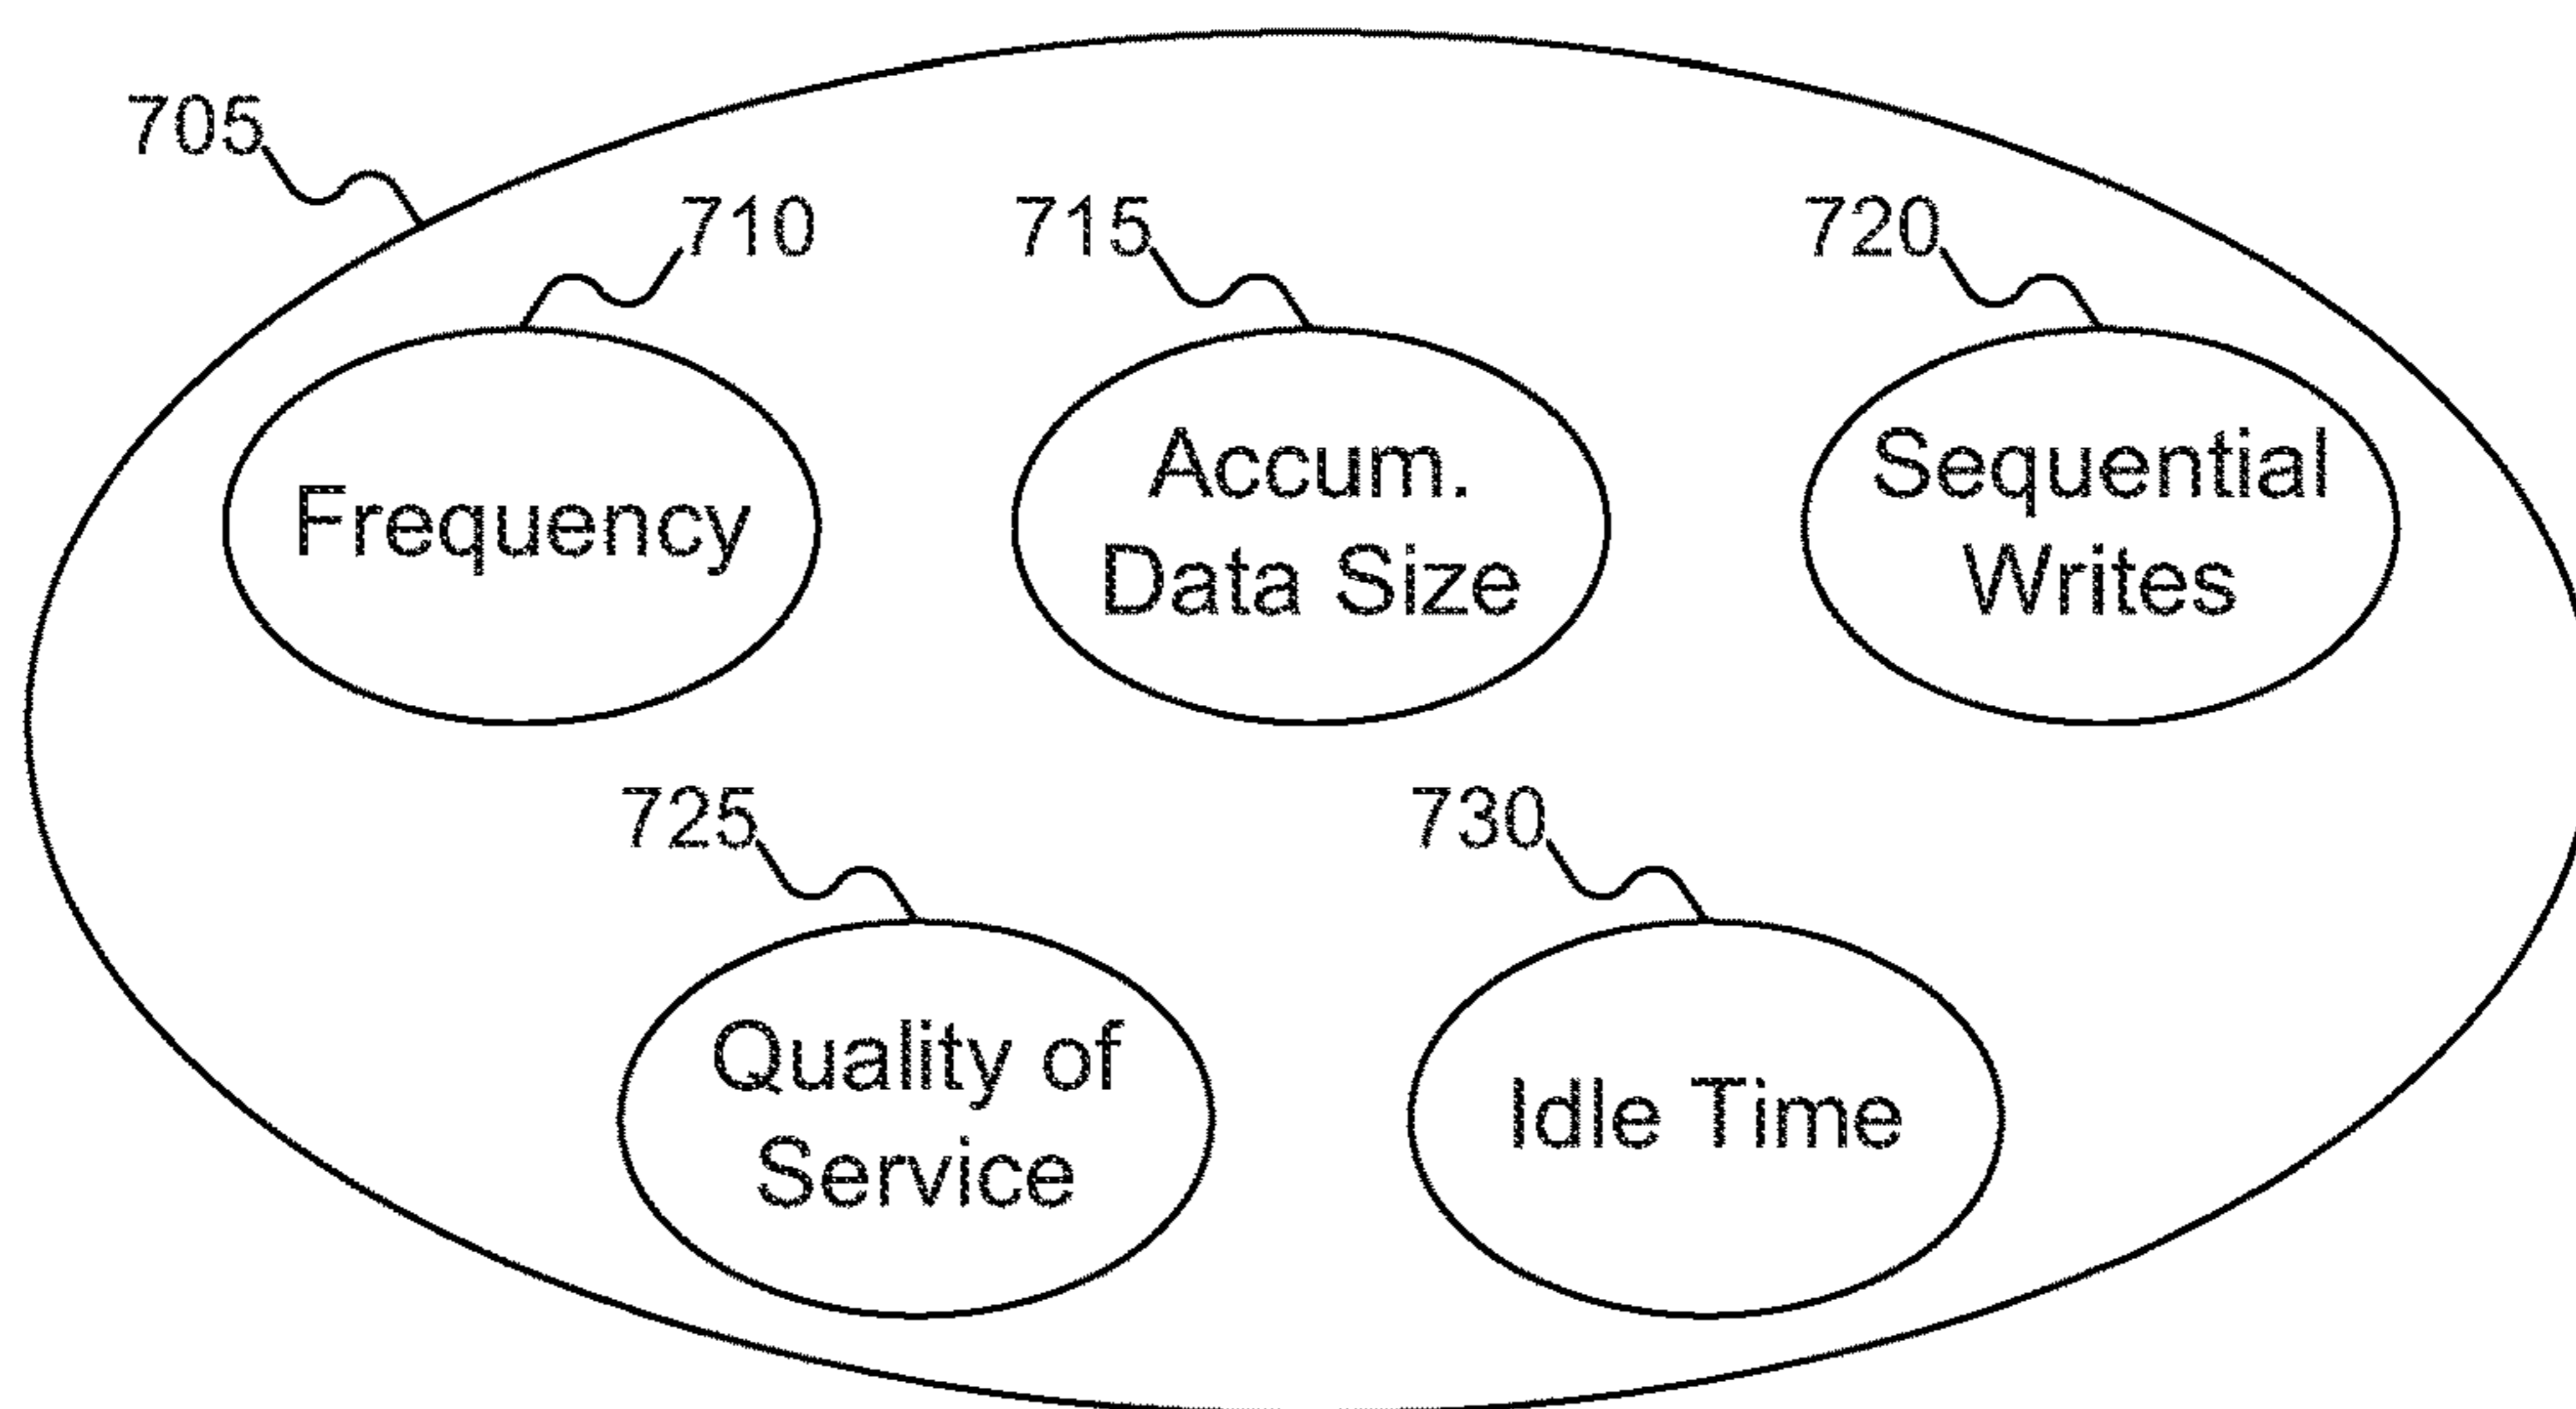 705
710
715
720
Frequency
Accum.
Data Size
Sequential
Writes
725
730
Quality of
Service
Idle Time